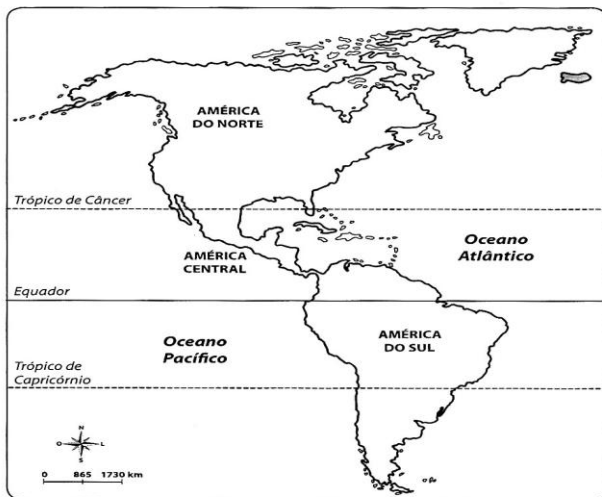 AMÉRICA
DO NORTE
Trópico de Câncer
Oceano
Atlântico
AMÉRICA
CENTRAL
Equador
Oceano
Pacífico
AMÉRICA
DO SUL
Trópico de
Capricórnio
N
O L
S
0 865 1730 km